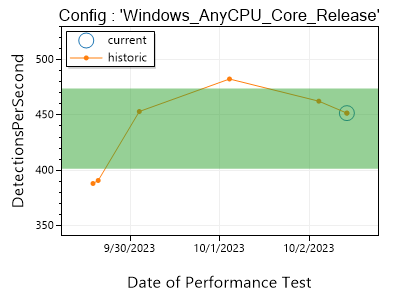 Config : 'Windows_AnyCPU_Core_Release'
current
historic
DetectionsPerSecond
500
450
400
350
9/30/2023
10/1/2023
10/2/2023
Date of Performance Test